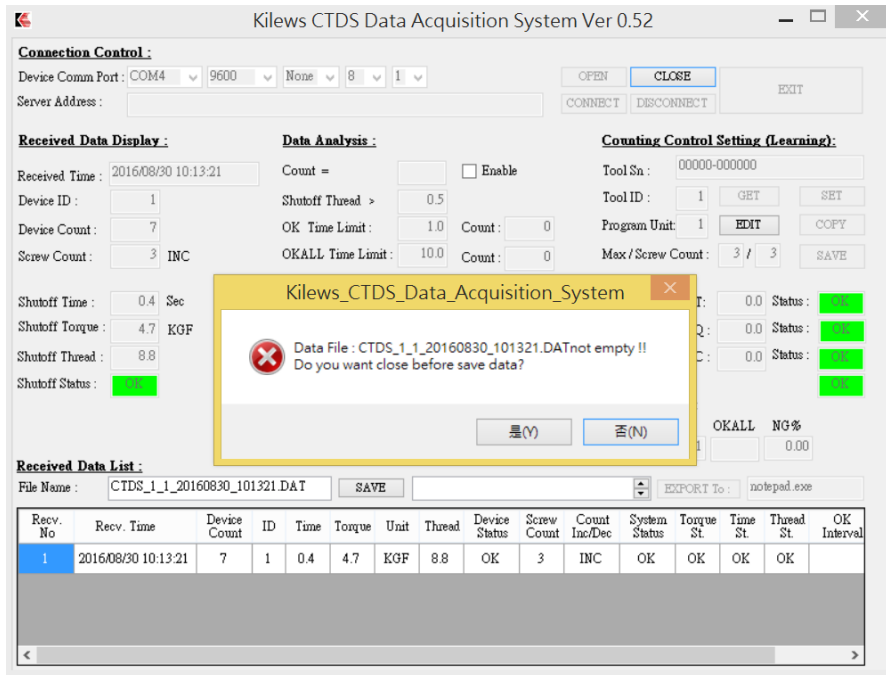 Kilews CTDS Data Acquisition System Ver 0.52
Connection Control :
Device Comm Port : COM4 9600 None 8 1 OPEN CLOSE EXIT
Server Address : CONNECT DISCONNECT
Received Data Display : Data Analysis : Counting Control Setting (Learning):
Received Time : 2016/08/30 10:13:21 Count = Enable Tool Sn : 00000-000000
Device ID : 1 Shutoff Thread > 0.5 Tool ID : 1 GET SET
Device Count : 7 OK Time Limit : 1.0 Count : 0 Program Unit: 1 EDIT COPY
Screw Count : 3 INC OKALL Time Limit : 10.0 Count : 0 Max / Screw Count : 3 / 3 SAVE
Kilews_CTDS_Data_Acquisition_System
Shutoff Time : 0.4 Sec T: 0.0 Status : OK
Shutoff Torque : 4.7 KGF 0.0 Status : OK
Data File : CTDS_1_1_20160830_101321.DATnot empty !!
Do you want close before save data?
Shutoff Thread : 8.8 C : 0.0 Status : OK
Shutoff Status : OK OK
是(Y) 否(N)
OKALL NG%
0.00
Received Data List :
File Name : CTDS_1_1_20160830_101321.DAT SAVE EXPORT To : notepad.exe
Recv. No Recv. Time Device Count ID Time Torque Unit Thread Device Status Screw Count Count Inc/Dec System Status Torque St. Time St. Thread St. OK Interval
1 2016/08/30 10:13:21 7 1 0.4 4.7 KGF 8.8 OK 3 INC OK OK OK OK